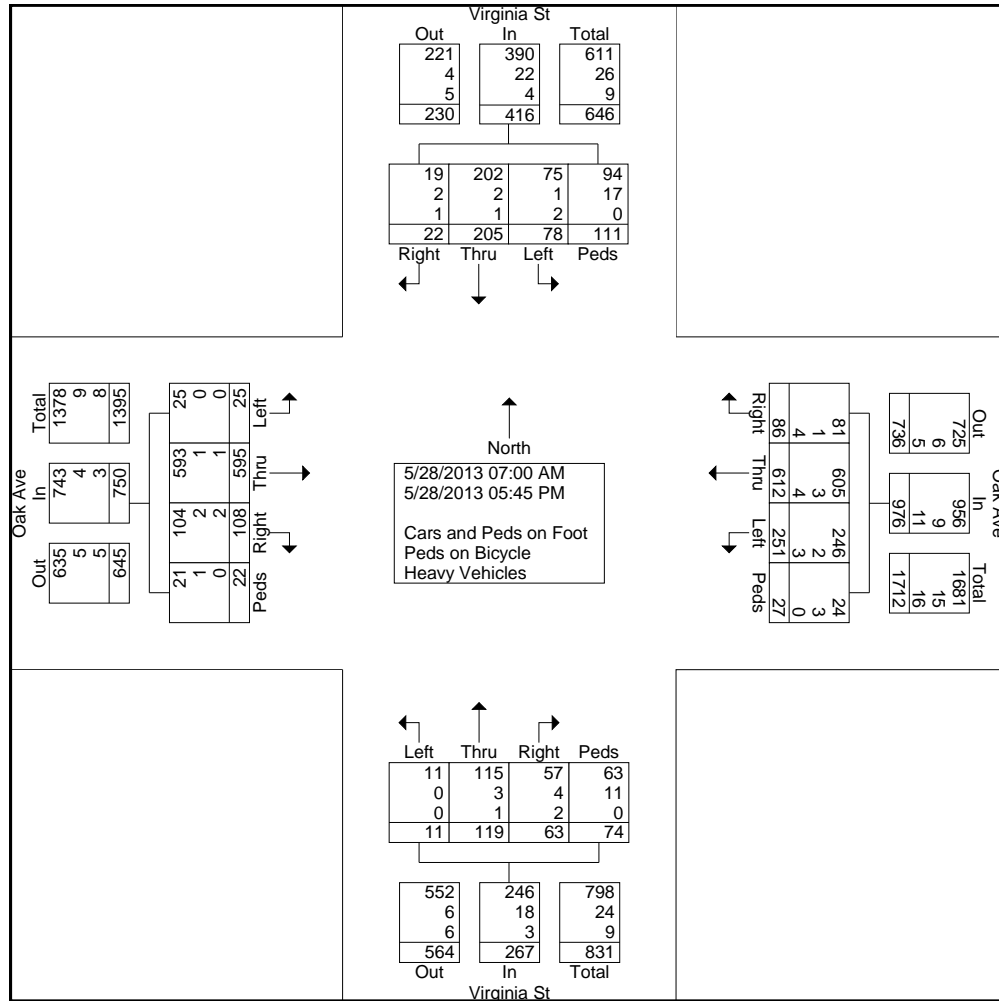 Virginia St
Out In Total
221 390 611
4 22 26
5 4 9
230 416 646
19 202 75 94
2 2 1 17
1 1 2 0
22 205 78 111
Right Thru Left Peds
Oak Ave
Total In Out
1378 743 635
9 4 5
8 3 5
1395 750 645
Left Thru Right Peds
25 593 104 21
0 1 2 1
0 1 2 0
25 595 108 22
North
5/28/2013 07:00 AM
5/28/2013 05:45 PM
Cars and Peds on Foot
Peds on Bicycle
Heavy Vehicles
Right Thru Left Peds
81 605 246 24
1 3 2 3
4 4 3 0
86 612 251 27
Oak Ave
Out In Total
725 956 1681
6 9 15
5 11 16
736 976 1712
Left Thru Right Peds
11 115 57 63
0 3 4 11
0 1 2 0
11 119 63 74
552 246 798
6 18 24
6 3 9
564 267 831
Out In Total
Virginia St